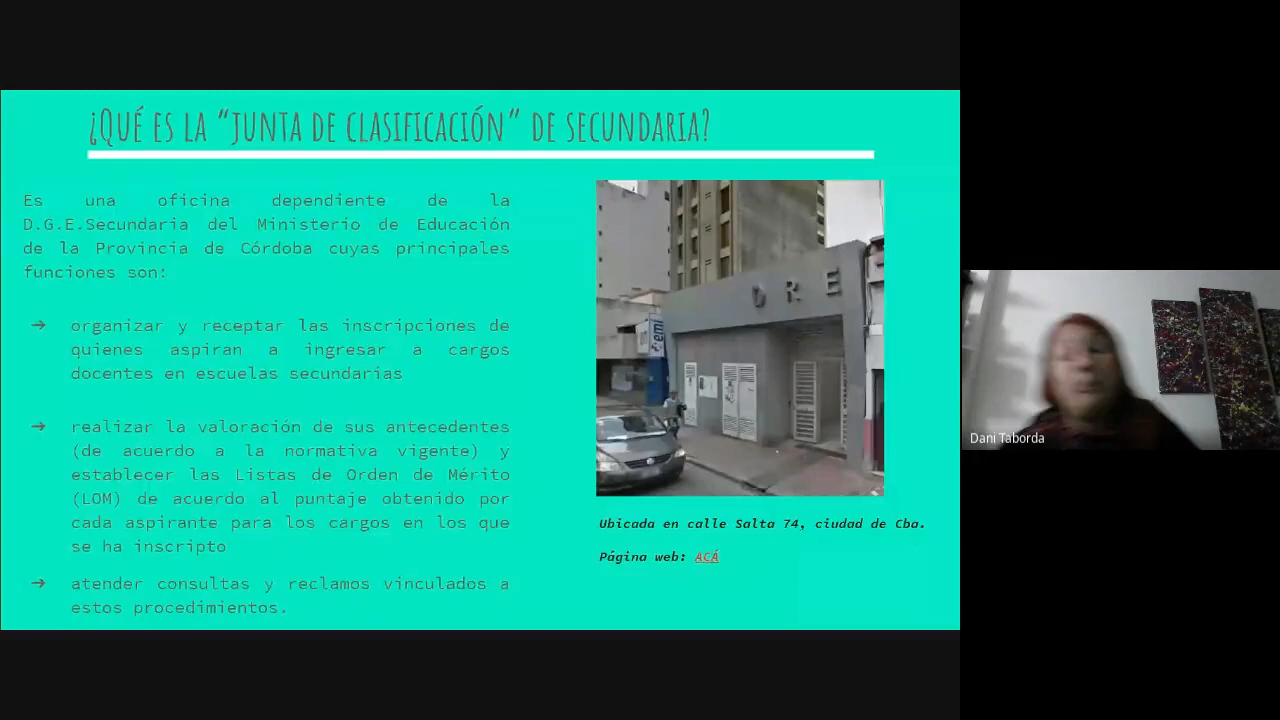 ¿Qué es la “Junta de Clasificación” de Secundaria?
Es una oficina dependiente de la
D.G.E.Secundaria del Ministerio de Educación
de la Provincia de Córdoba cuyas principales
funciones son:
➔ organizar y receptar las inscripciones de
quienes aspiran a ingresar a cargos
docentes en escuelas secundarias
➔ realizar la valoración de sus antecedentes
(de acuerdo a la normativa vigente) y
establecer las Listas de Orden de Mérito
(LOM) de acuerdo al puntaje obtenido por
cada aspirante para los cargos en los que
se ha inscripto
➔ atender consultas y reclamos vinculados a
estos procedimientos.
D R E
Ubicada en calle Salta 74, ciudad de Cba.
Página web: ACÁ
Dani Taborda